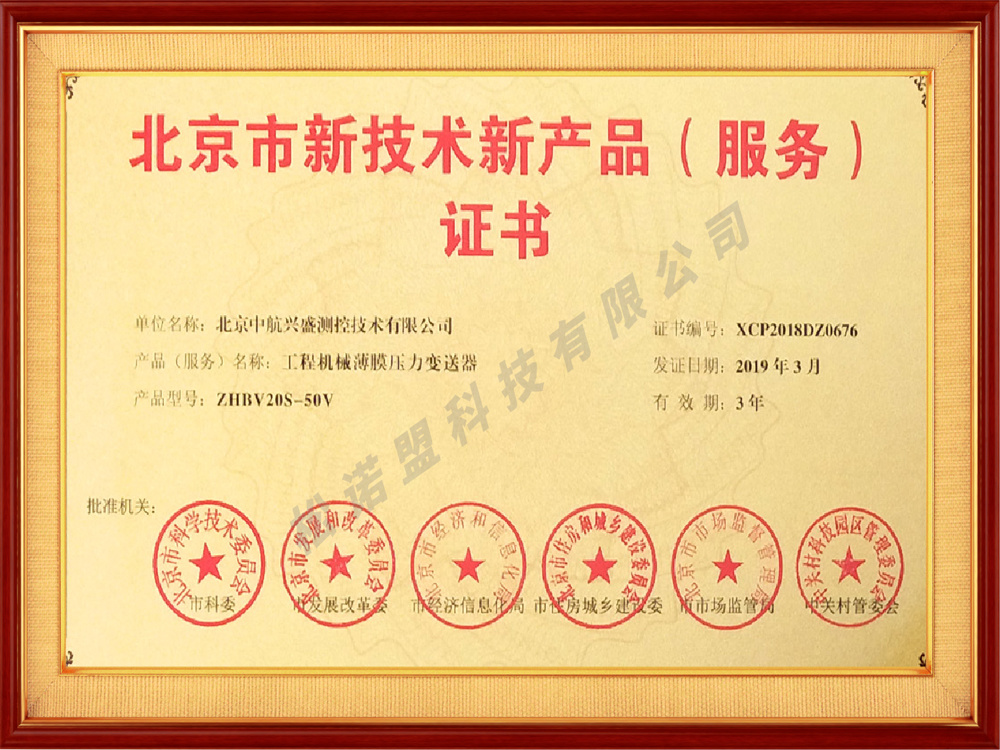 北京市新技术新产品（服务）
证书
单位名称：北京中航兴盛测控技术有限公司
证书编号：XCP2018DZ0676
产品（服务）名称：工程机械薄膜压力变送器
发证日期：2019年3月
产品型号：ZHBV20S-50V
有 效 期：3年
松诺盟科技有限公司
批准机关：
北京市科学技术委员会
北京市发展和改革委员会
北京市经济和信息化局
北京市住房和城乡建设委员会
北京市市场监督管理局
中关村科技园区管理委员会
市科委 市发展改革委 市经济信息化局 市住房城乡建设委 市市场监管局 中关村管委会